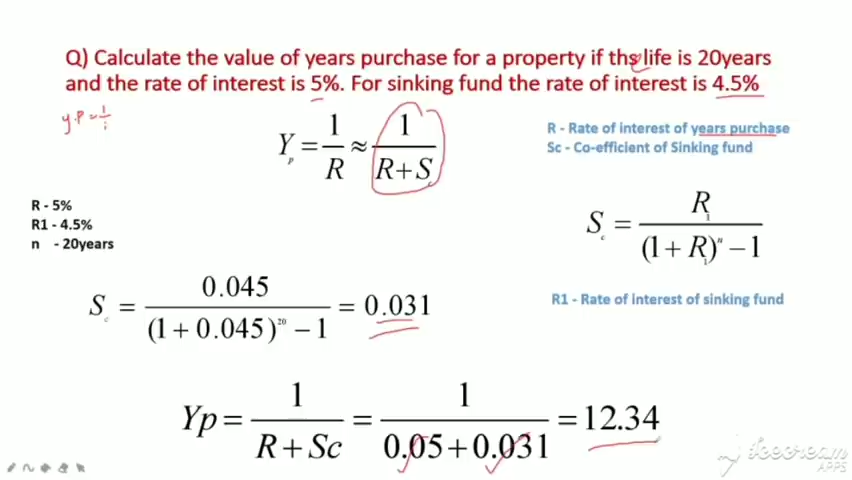 Q) Calculate the value of years purchase for a property if ths life is 20years
and the rate of interest is 5%. For sinking fund the rate of interest is 4.5%
y.p = 1/i
Yp = 1/R ≈ 1/(R+Sc)
R - Rate of interest of years purchase
Sc - Co-efficient of Sinking fund
R - 5%
R1 - 4.5%
n - 20years
Sc = R1/((1 + R1)^n − 1)
Sc = 0.045/((1 + 0.045)^20 − 1) = 0.031
R1 - Rate of interest of sinking fund
Yp = 1/(R + Sc) = 1/(0.05 + 0.031) = 12.34
icecream
APPS